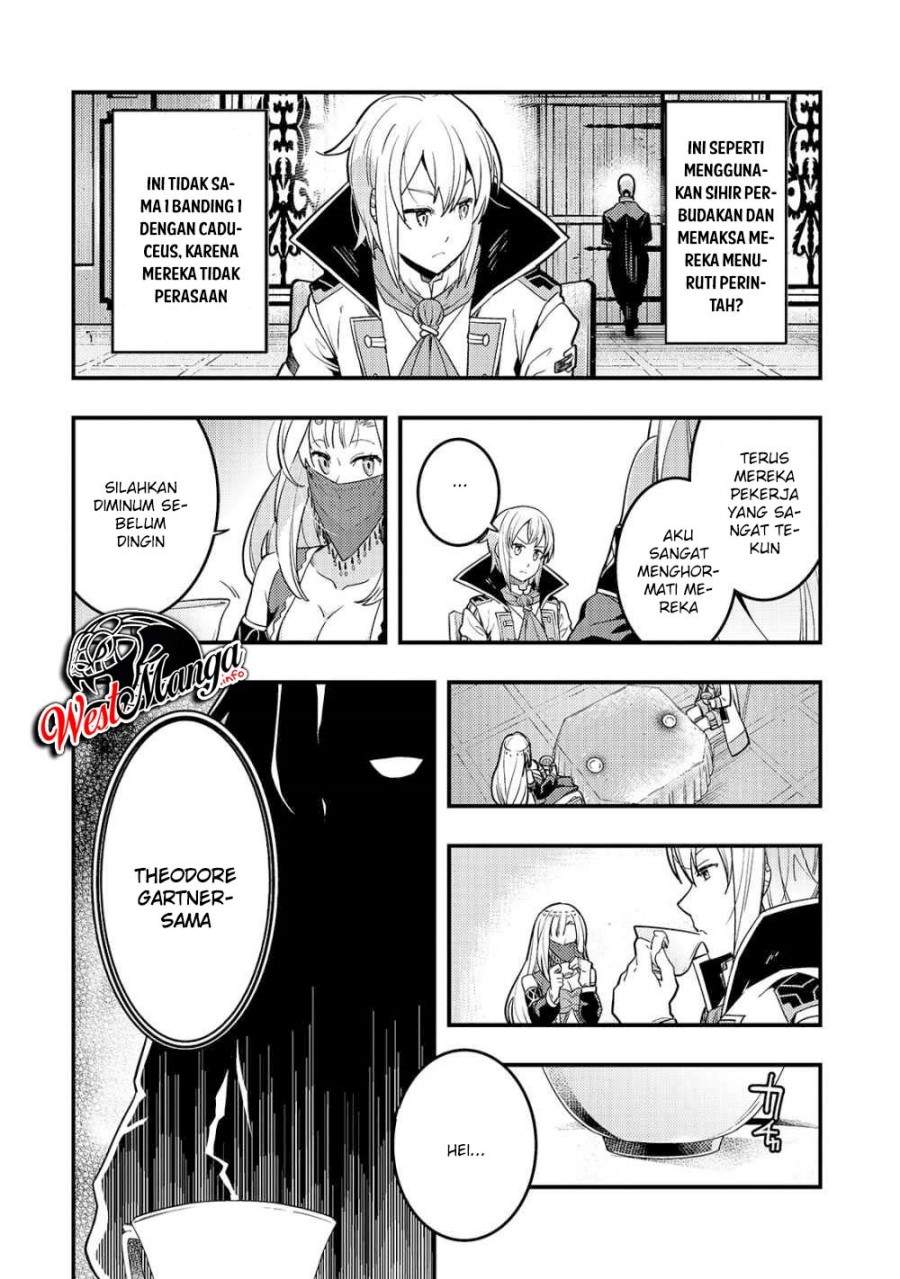 INI SEPERTI
MENGGUNA-
KAN SIHIR PER-
BUDAKAN DAN
MEMAKSA ME-
REKA MENU-
RUTI PERIN-
TAH?
INI TIDAK SA-
MA 1 BANDING 1
DENGAN CADU-
CEUS, KARENA
MEREKA TIDAK
PERASAAN
TERUS
MEREKA
PEKERJA
YANG SA-
NGAT TE-
KUN
AKU
SANGAT
MENGHOR-
MATI ME-
REKA
...
SILAHKAN
DIMINUM SE-
BELUM
DINGIN
WestManga
.info
カチ
HEI...
THEODORE
GARTNER-
SAMA